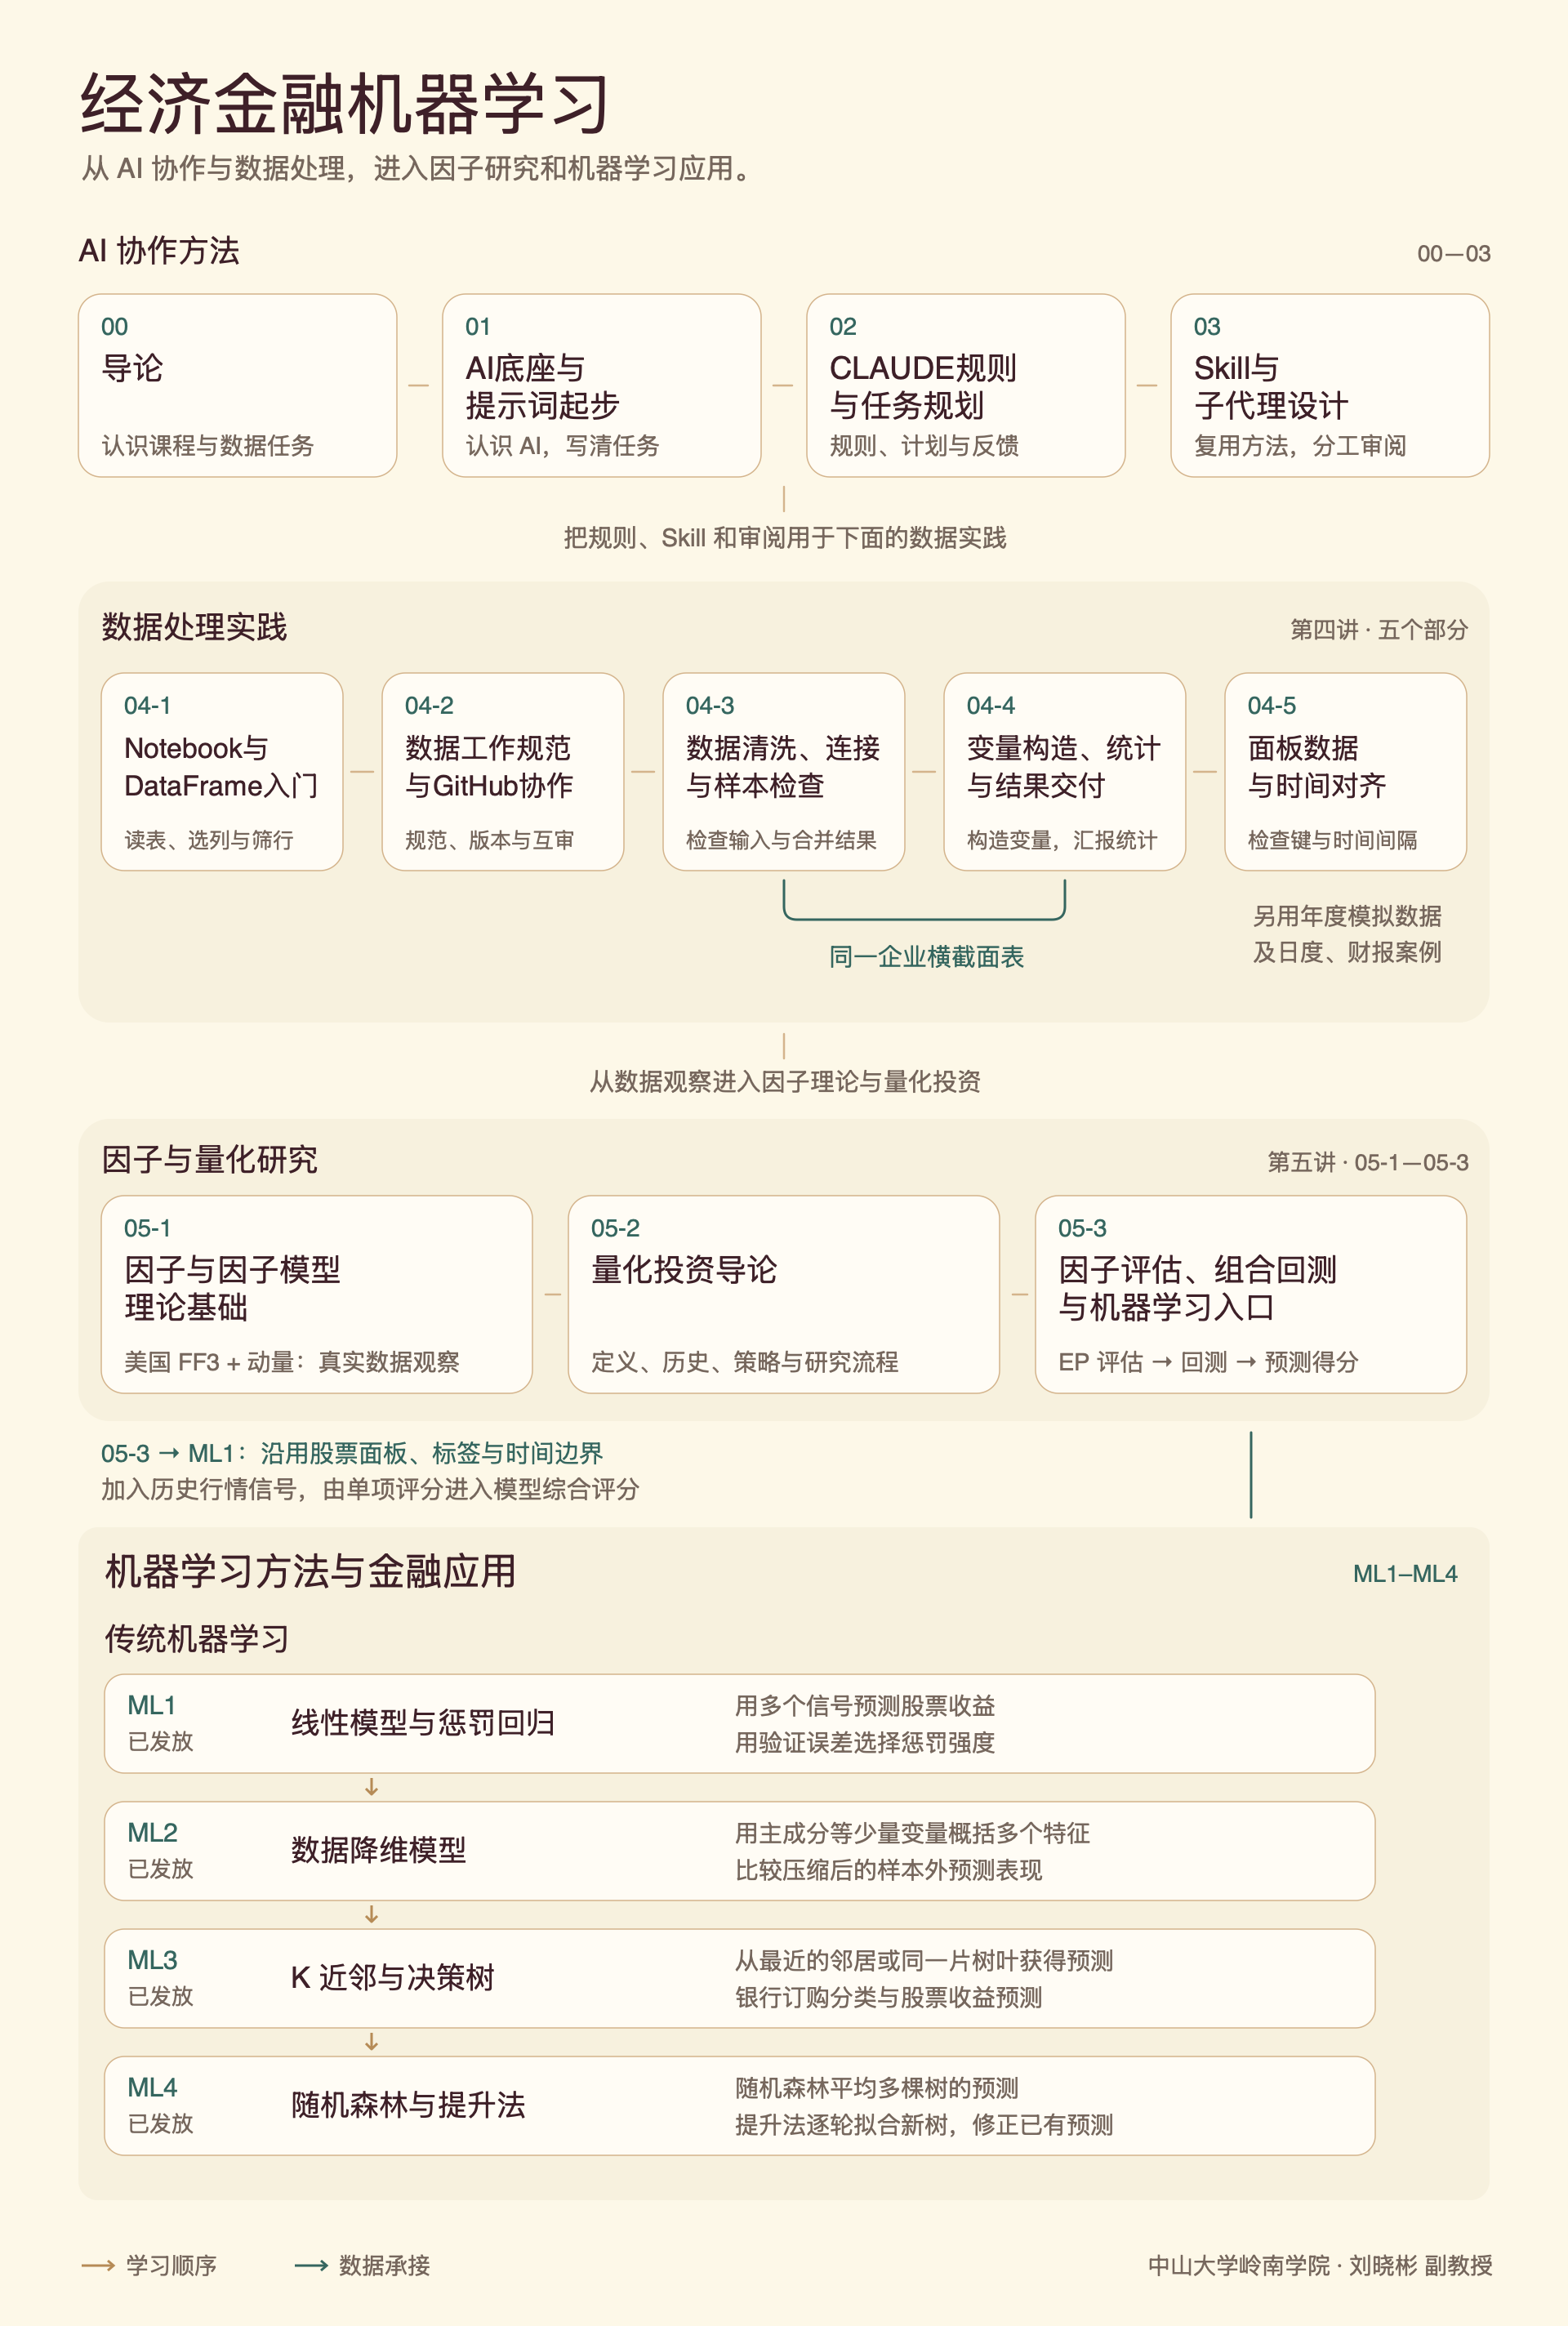 经济金融机器学习
从 AI 协作与数据处理，进入因子研究和机器学习应用。
AI 协作方法
00—03
00
导论
认识课程与数据任务
01
AI底座与
提示词起步
认识 AI，写清任务
02
CLAUDE规则
与任务规划
规则、计划与反馈
03
Skill与
子代理设计
复用方法，分工审阅
把规则、Skill 和审阅用于下面的数据实践
数据处理实践
第四讲 · 五个部分
04-1
Notebook与
DataFrame入门
读表、选列与筛行
04-2
数据工作规范
与GitHub协作
规范、版本与互审
04-3
数据清洗、连接
与样本检查
检查输入与合并结果
04-4
变量构造、统计
与结果交付
构造变量，汇报统计
04-5
面板数据
与时间对齐
检查键与时间间隔
同一企业横截面表
另用年度模拟数据
及日度、财报案例
从数据观察进入因子理论与量化投资
因子与量化研究
第五讲 · 05-1—05-3
05-1
因子与因子模型
理论基础
美国 FF3 + 动量：真实数据观察
05-2
量化投资导论
定义、历史、策略与研究流程
05-3
因子评估、组合回测
与机器学习入口
EP 评估 → 回测 → 预测得分
05-3 → ML1：沿用股票面板、标签与时间边界
加入历史行情信号，由单项评分进入模型综合评分
机器学习方法与金融应用
ML1–ML4
传统机器学习
ML1
已发放
线性模型与惩罚回归
用多个信号预测股票收益
用验证误差选择惩罚强度
ML2
已发放
数据降维模型
用主成分等少量变量概括多个特征
比较压缩后的样本外预测表现
ML3
已发放
K 近邻与决策树
从最近的邻居或同一片树叶获得预测
银行订购分类与股票收益预测
ML4
已发放
随机森林与提升法
随机森林平均多棵树的预测
提升法逐轮拟合新树，修正已有预测
学习顺序
数据承接
中山大学岭南学院 · 刘晓彬 副教授